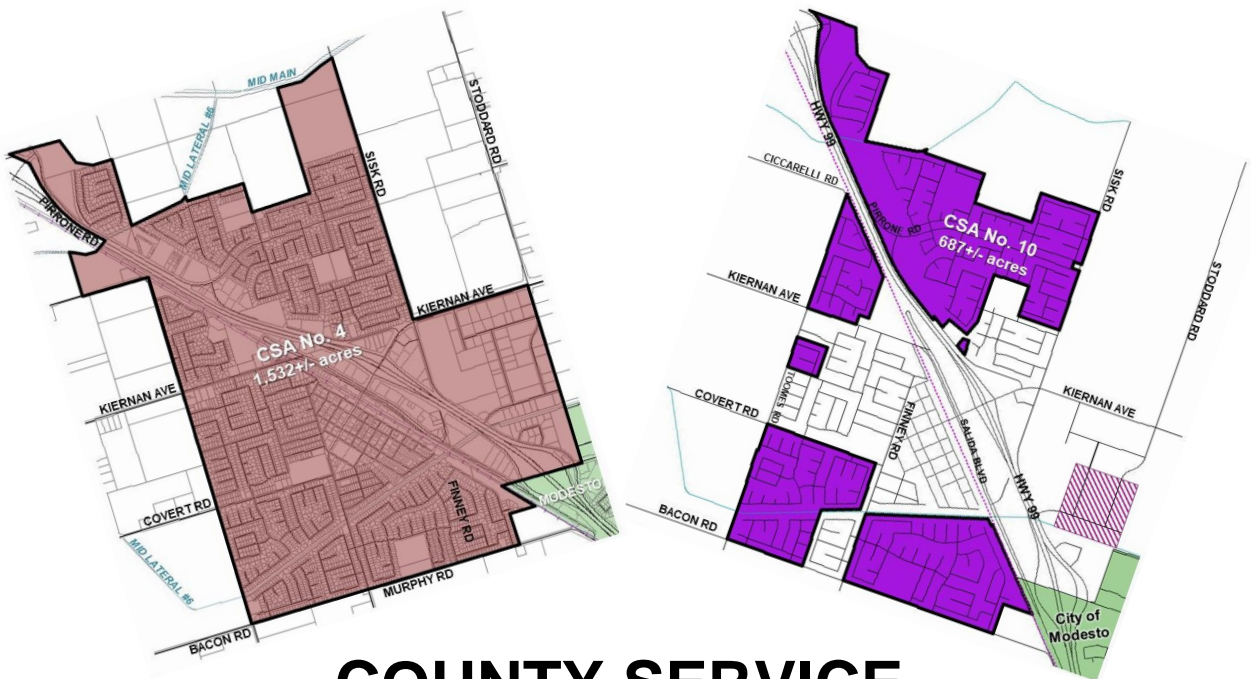 MID MAIN
MID LATERAL #6
STODDARD RD
SISK RD
PIRRONE RD
KIERNAN AVE
CSA No. 4
1,532+/- acres
KIERNAN AVE
COVERT RD
FINNEY RD
MODESTO
MID LATERAL #6
MURPHY RD
BACON RD
HWY 99
CICCARELLI RD
SISK RD
PIRRONE RD
CSA No. 10
687+/- acres
STODDARD RD
KIERNAN AVE
TOOMES RD
COVERT RD
FINNEY RD
KIERNAN AVE
SALIDA BLVD
HWY 99
BACON RD
City of
Modesto
COUNTY SERVICE